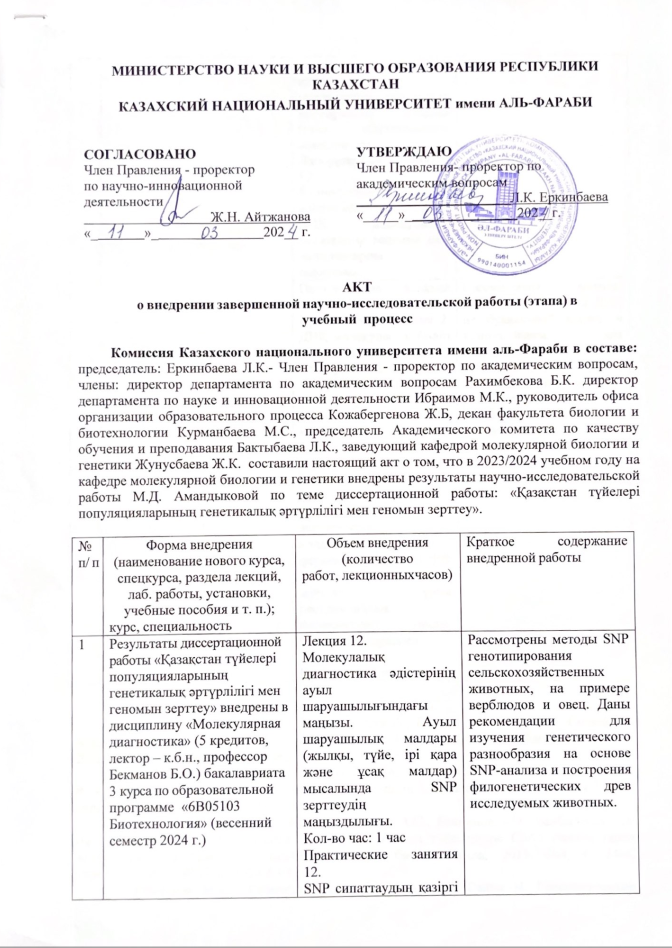 МИНИСТЕРСТВО НАУКИ И ВЫСШЕГО ОБРАЗОВАНИЯ РЕСПУБЛИКИ
КАЗАХСТАН
КАЗАХСКИЙ НАЦИОНАЛЬНЫЙ УНИВЕРСИТЕТ имени АЛЬ-ФАРАБИ
СОГЛАСОВАНО
Член Правления - проректор
по научно-инновационной
деятельности
Ж.Н. Айтжанова
« 11 » 03 2024 г.
УТВЕРЖДАЮ
Член Правления- проректор по
академическим вопросам
Л.К. Еркинбаева
« 11 » 03 2024 г.
ӘЛ-ФАРАБИ
БИН
990140001154
АКТ
о внедрении завершенной научно-исследовательской работы (этапа) в
учебный процесс
Комиссия Казахского национального университета имени аль-Фараби в составе:
председатель: Еркинбаева Л.К.- Член Правления - проректор по академическим вопросам,
члены: директор департамента по академическим вопросам Рахимбекова Б.К. директор
департамента по науке и инновационной деятельности Ибраимов М.К., руководитель офиса
организации образовательного процесса Кожабергенова Ж.Б, декан факультета биологии и
биотехнологии Курманбаева М.С., председатель Академического комитета по качеству
обучения и преподавания Бактыбаева Л.К., заведующий кафедрой молекулярной биологии и
генетики Жунусбаева Ж.К. составили настоящий акт о том, что в 2023/2024 учебном году на
кафедре молекулярной биологии и генетики внедрены результаты научно-исследовательской
работы М.Д. Амандыковой по теме диссертационной работы: «Қазақстан түйелері
популяцияларының генетикалық әртүрлілігі мен геномын зерттеу».
№
п/ п
Форма внедрения
(наименование нового курса,
спецкурса, раздела лекций,
лаб. работы, установки,
учебные пособия и т. п.);
курс, специальность
Объем внедрения
(количество
работ, лекционныхчасов)
Краткое содержание
внедренной работы
1
Результаты диссертационной
работы «Қазақстан түйелері
популяцияларының
генетикалық әртүрлілігі мен
геномын зерттеу» внедрены в
дисциплину «Молекулярная
диагностика» (5 кредитов,
лектор – к.б.н., профессор
Бекманов Б.О.) бакалавриата
3 курса по образовательной
программе «6В05103
Биотехнология» (весенний
семестр 2024 г.)
Лекция 12.
Молекулалық
диагностика әдістерінің
ауыл
шаруашылығындағы
маңызы. Ауыл
шаруашылық малдары
(жылқы, түйе, ірі қара
және ұсақ малдар)
мысалында SNP
зерттеудің
маңыздылығы.
Кол-во час: 1 час
Практические занятия
12.
SNP сипаттаудың қазіргі
Рассмотрены методы SNP
генотипирования
сельскохозяйственных
животных, на примере
верблюдов и овец. Даны
рекомендации для
изучения генетического
разнообразия на основе
SNP-анализа и построения
филогенетических древ
исследуемых животных.